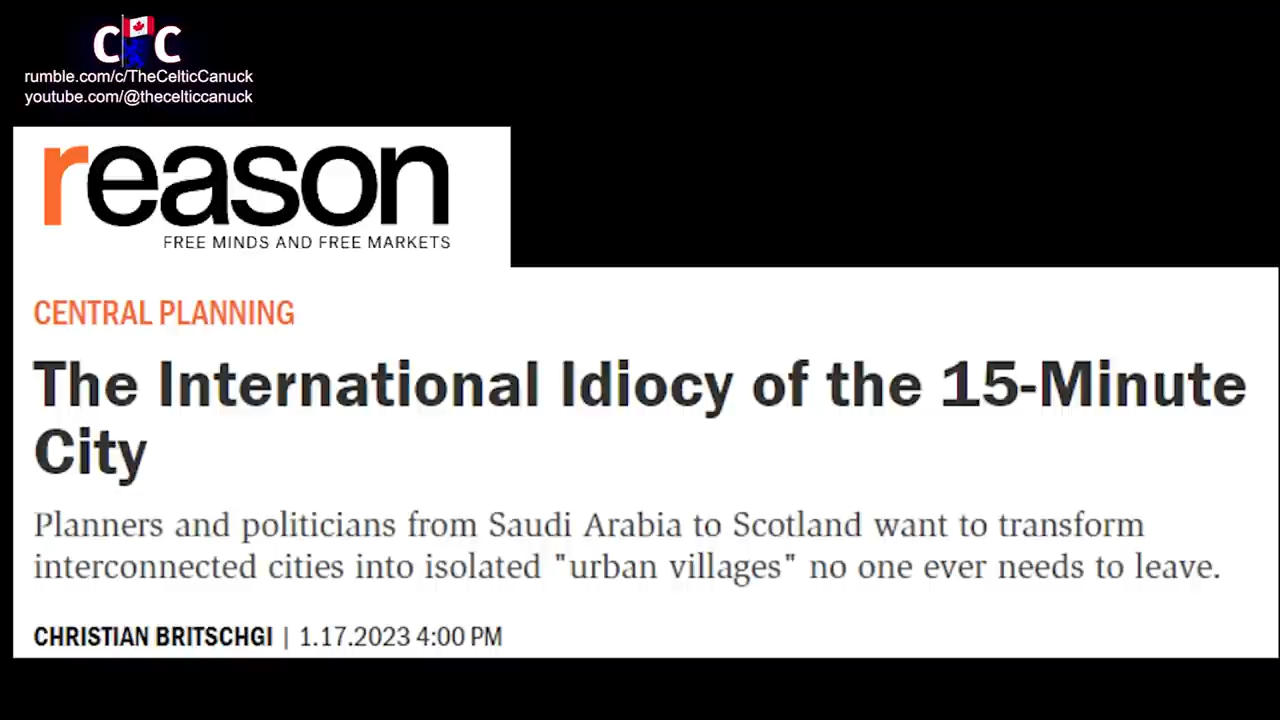 C C
rumble.com/c/TheCelticCanuck
youtube.com/@thecelticcanuck
reason
FREE MINDS AND FREE MARKETS
CENTRAL PLANNING
The International Idiocy of the 15-Minute
City
Planners and politicians from Saudi Arabia to Scotland want to transform
interconnected cities into isolated "urban villages" no one ever needs to leave.
CHRISTIAN BRITSCHGI | 1.17.2023 4:00 PM